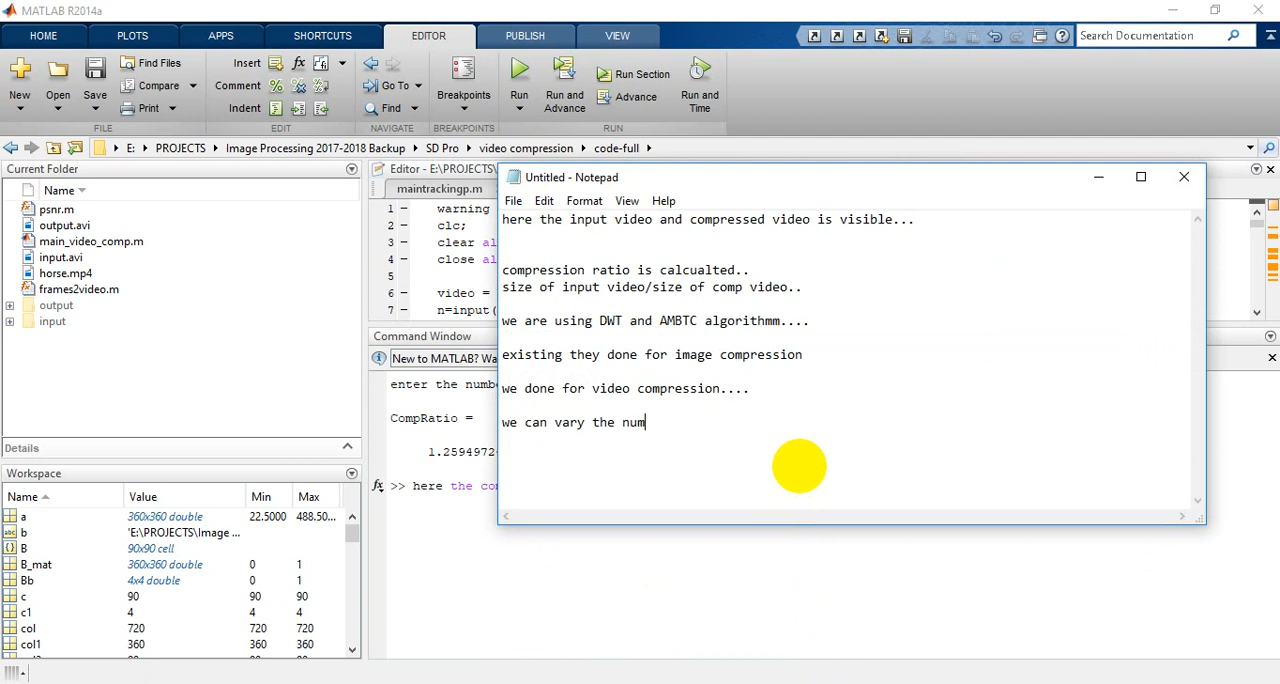 MATLAB R2014a
HOME PLOTS APPS SHORTCUTS EDITOR PUBLISH VIEW Search Documentation
New Open Save Find Files Compare Print
Insert Comment Indent fx
Go To Find
Breakpoints Run Run and Advance Run Section Advance Run and Time
FILE EDIT NAVIGATE BREAKPOINTS RUN
E: PROJECTS Image Processing 2017-2018 Backup SD Pro video compression code-full
Current Folder
Name
psnr.m
output.avi
main_video_comp.m
input.avi
horse.mp4
frames2video.m
output
input
Details
Workspace
Name Value Min Max
a 360x360 double 22.5000 488.50...
b 'E:\PROJECTS\Image ...
B 90x90 cell
B_mat 360x360 double 0 1
Bb 4x4 double 0 1
c 90 90 90
c1 4 4 4
col 720 720 720
col1 360 360 360
Editor - E:\PROJECTS\
maintrackingp.m
1 warning
2 clc;
3 clear al
4 close al
5
6 video =
7 n=input(
Command Window
New to MATLAB? Wa
enter the numbe
CompRatio =
1.2594972
>> here the co
Untitled - Notepad
File Edit Format View Help
here the input video and compressed video is visible...
compression ratio is calcualted..
size of input video/size of comp video..
we are using DWT and AMBTC algorithmm....
existing they done for image compression
we done for video compression....
we can vary the num